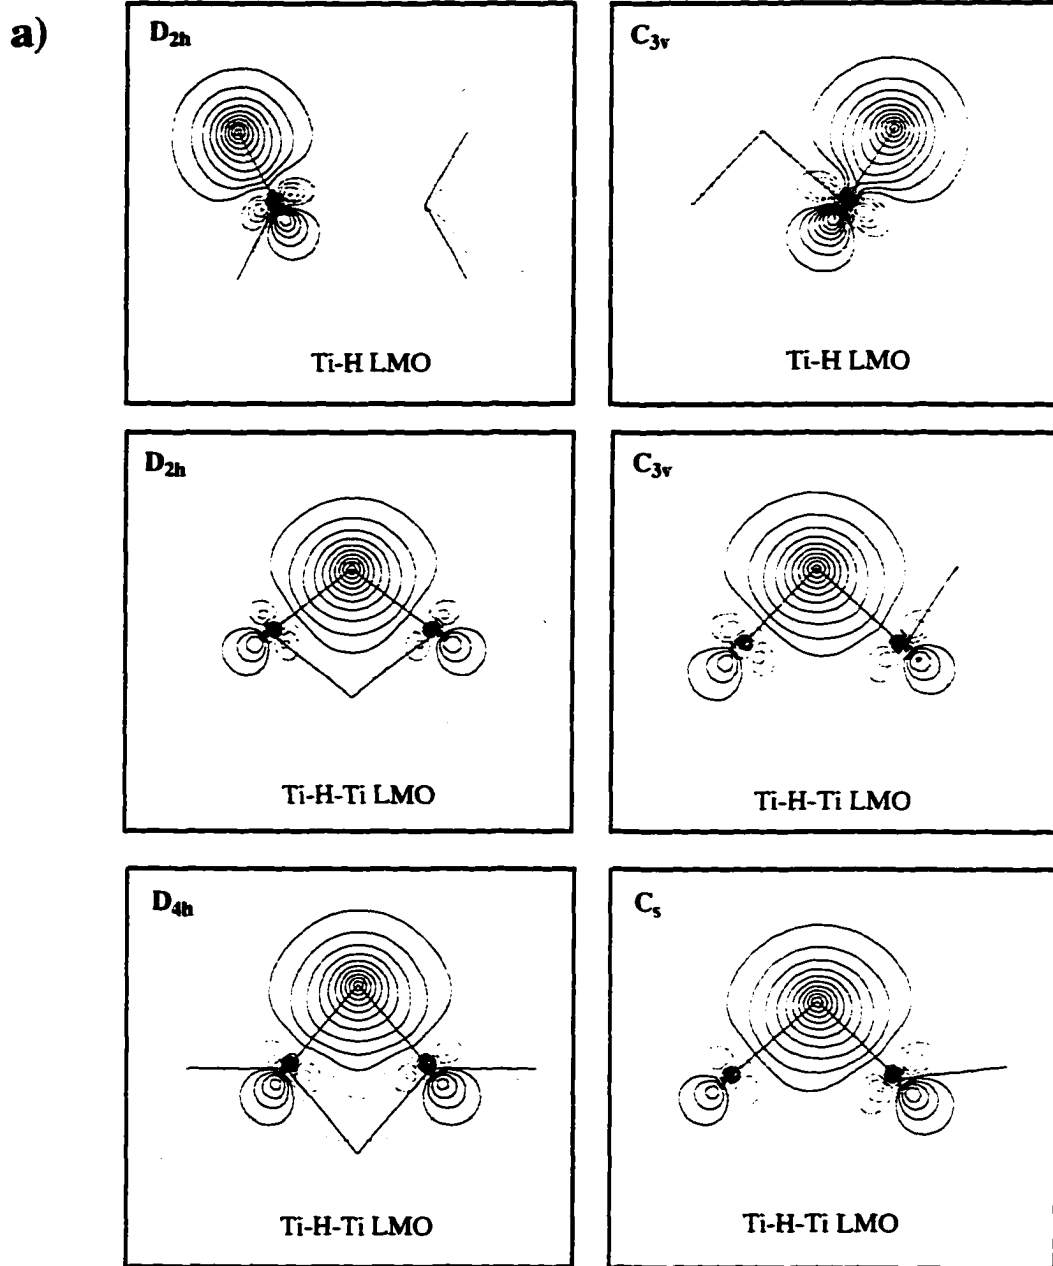 a)
D2h
C3v
Ti-H LMO
Ti-H LMO
D2h
C3v
Ti-H-Ti LMO
Ti-H-Ti LMO
D4h
Cs
Ti-H-Ti LMO
Ti-H-Ti LMO